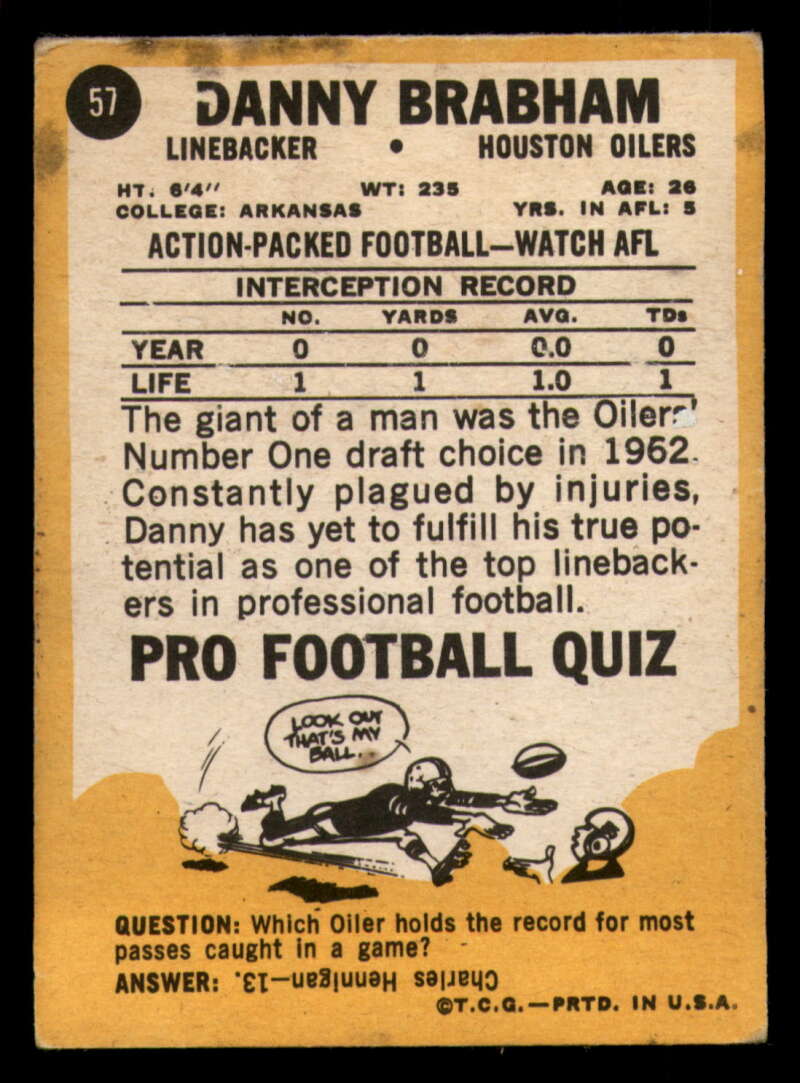 57
DANNY BRABHAM
LINEBACKER • HOUSTON OILERS
HT. 6'4" WT: 235 AGE: 26
COLLEGE: ARKANSAS YRS. IN AFL: 5
ACTION-PACKED FOOTBALL—WATCH AFL
INTERCEPTION RECORD
NO. YARDS AVG. TDs
YEAR 0 0 0.0 0
LIFE 1 1 1.0 1
The giant of a man was the Oilers'
Number One draft choice in 1962.
Constantly plagued by injuries,
Danny has yet to fulfill his true po-
tential as one of the top lineback-
ers in professional football.
PRO FOOTBALL QUIZ
LOOK OUT
THAT'S MY
BALL..
QUESTION: Which Oiler holds the record for most
passes caught in a game?
ANSWER: Charles Hennigan—13.
©T.C.G.—PRTD. IN U.S.A.